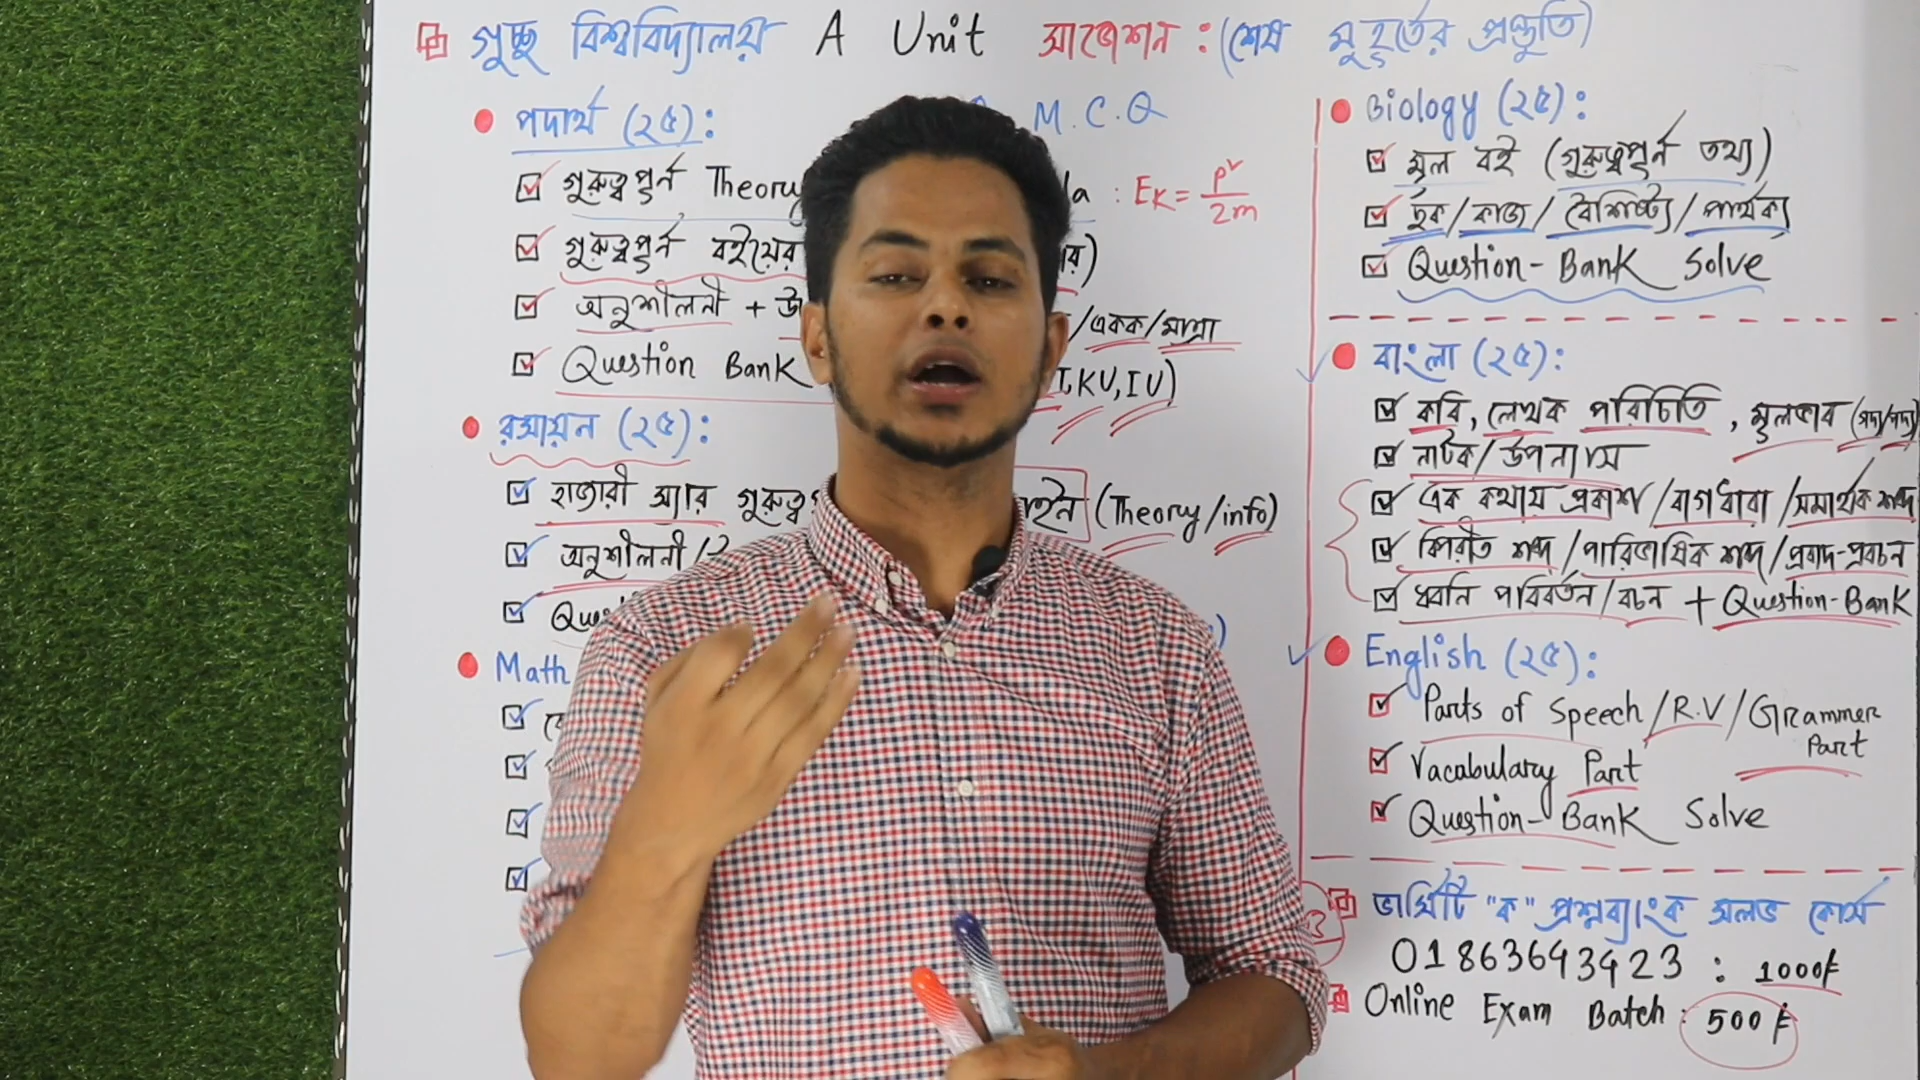 গুচ্ছ বিশ্ববিদ্যালয় A Unit সাজেশন : (শেষ মুহূর্তের প্রস্তুতি)
পদার্থ (২৫) :
M.C.Q
গুরুত্বপূর্ন Theory : Eᴋ = p²/2m
গুরুত্বপূর্ন বইয়ের
অনুশীলনী + /একক/মাত্রা
Question Bank KU, IU)
রসায়ন (২৫) :
হাজারী স্যার (Theory/info)
অনুশীলনী/
Math
Biology (২৫) :
মূল বই (গুরুত্বপূর্ন তথ্য)
ছক/কাজ/বৈশিষ্ট্য/পার্থক্য
Question-Bank Solve
বাংলা (২৫) :
কবি, লেখক পরিচিতি, মূলভাব (গদ্য/পদ্য)
নাটক/উপন্যাস
এক কথায় প্রকাশ/বাগধারা/সমার্থক শব্দ
বিপরীত শব্দ/পারিভাষিক শব্দ/প্রবাদ-প্রবচন
ধ্বনি পরিবর্তন/বচন + Question-Bank
English (২৫) :
Parts of Speech/R.V/Grammer Part
Vacabulary Part
Question-Bank Solve
ভার্সিটি "ক" প্রশ্নব্যাংক সলভ কোর্স
01863643423 : 1000৳
Online Exam Batch : 500৳